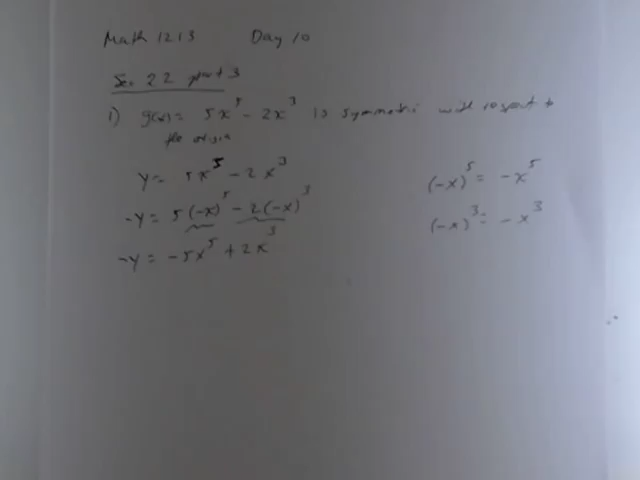 Math 1213 Day 10
Sec 2.2 part 3
1) g(x) = 5x^5 - 2x^3 is symmetric with respect to
the origin
y = 5x^5 - 2x^3
(-x)^5 = -x^5
-y = 5(-x)^5 - 2(-x)^3
(-x)^3 = -x^3
-y = -5x^5 + 2x^3